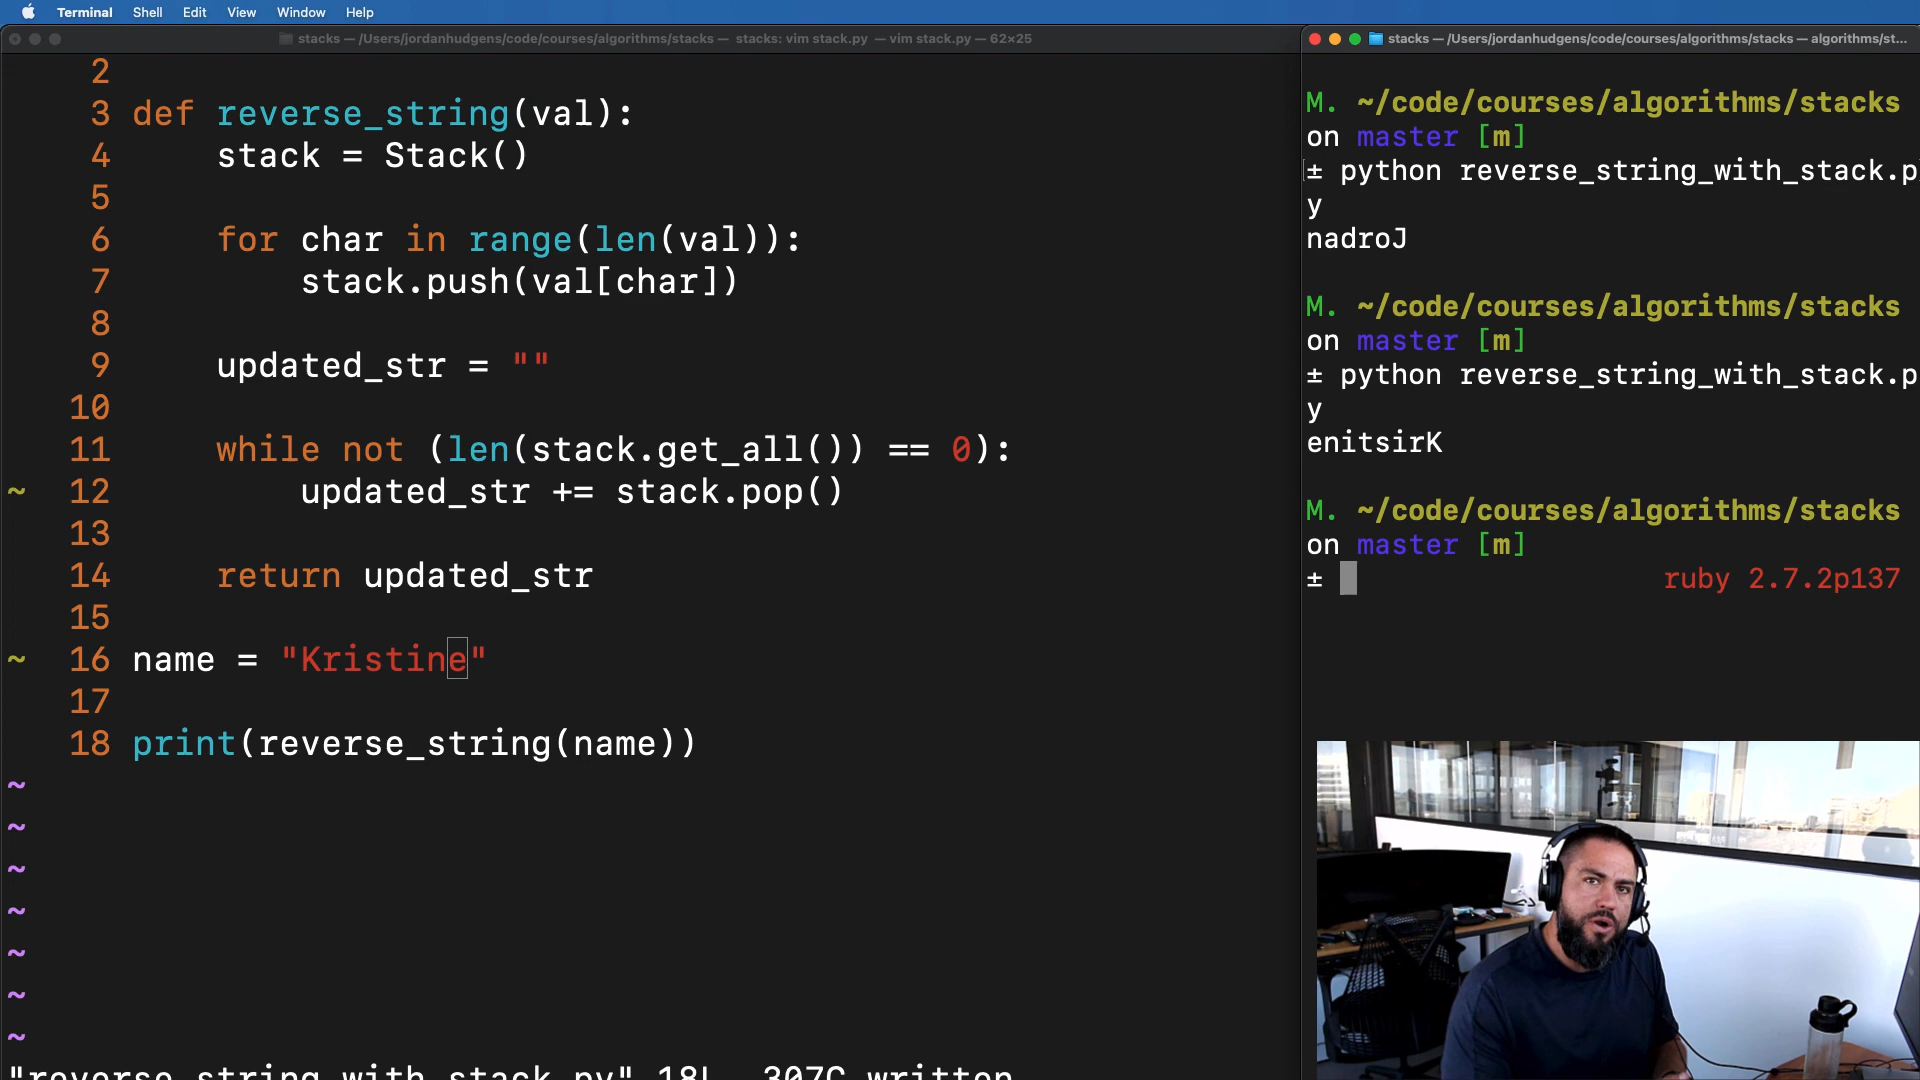 Terminal Shell Edit View Window Help
stacks — /Users/jordanhudgens/code/courses/algorithms/stacks — stacks: vim stack.py — vim stack.py — 62×25
2
3 def reverse_string(val):
4 stack = Stack()
5
6 for char in range(len(val)):
7 stack.push(val[char])
8
9 updated_str = ""
10
11 while not (len(stack.get_all()) == 0):
~ 12 updated_str += stack.pop()
13
14 return updated_str
15
~ 16 name = "Kristine"
17
18 print(reverse_string(name))
~
~
~
~
~
~
~
"reverse_string_with_stack.py" 18L, 307C written
stacks — /Users/jordanhudgens/code/courses/algorithms/stacks — algorithms/st...
M. ~/code/courses/algorithms/stacks
on master [m]
± python reverse_string_with_stack.p
y
nadroJ
M. ~/code/courses/algorithms/stacks
on master [m]
± python reverse_string_with_stack.p
y
enitsirK
M. ~/code/courses/algorithms/stacks
on master [m]
± ruby 2.7.2p137